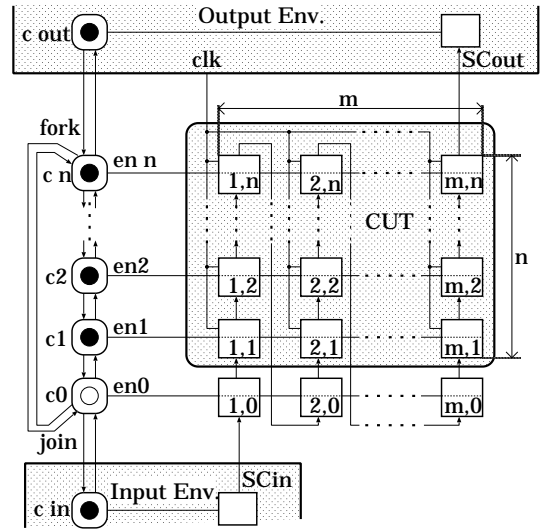 Output Env.
c out
SCout
clk
m
fork
c n
en n
1,n
2,n
m,n
CUT
n
c2
en2
1,2
2,2
m,2
c1
en1
1,1
2,1
m,1
c0
en0
1,0
2,0
m,0
join
SCin
Input Env.
c in